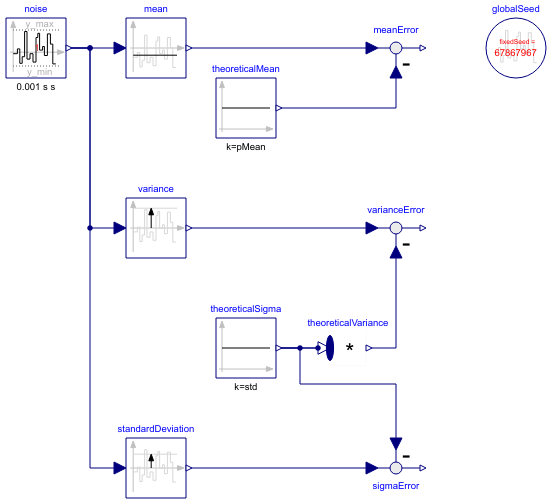 noise
mean
globalSeed
y_max
meanError
fixedSeed =
67867967
y_min
-
theoreticalMean
0.001 s s
k=pMean
variance
varianceError
-
theoreticalSigma
theoreticalVariance
*
k=std
standardDeviation
-
sigmaError